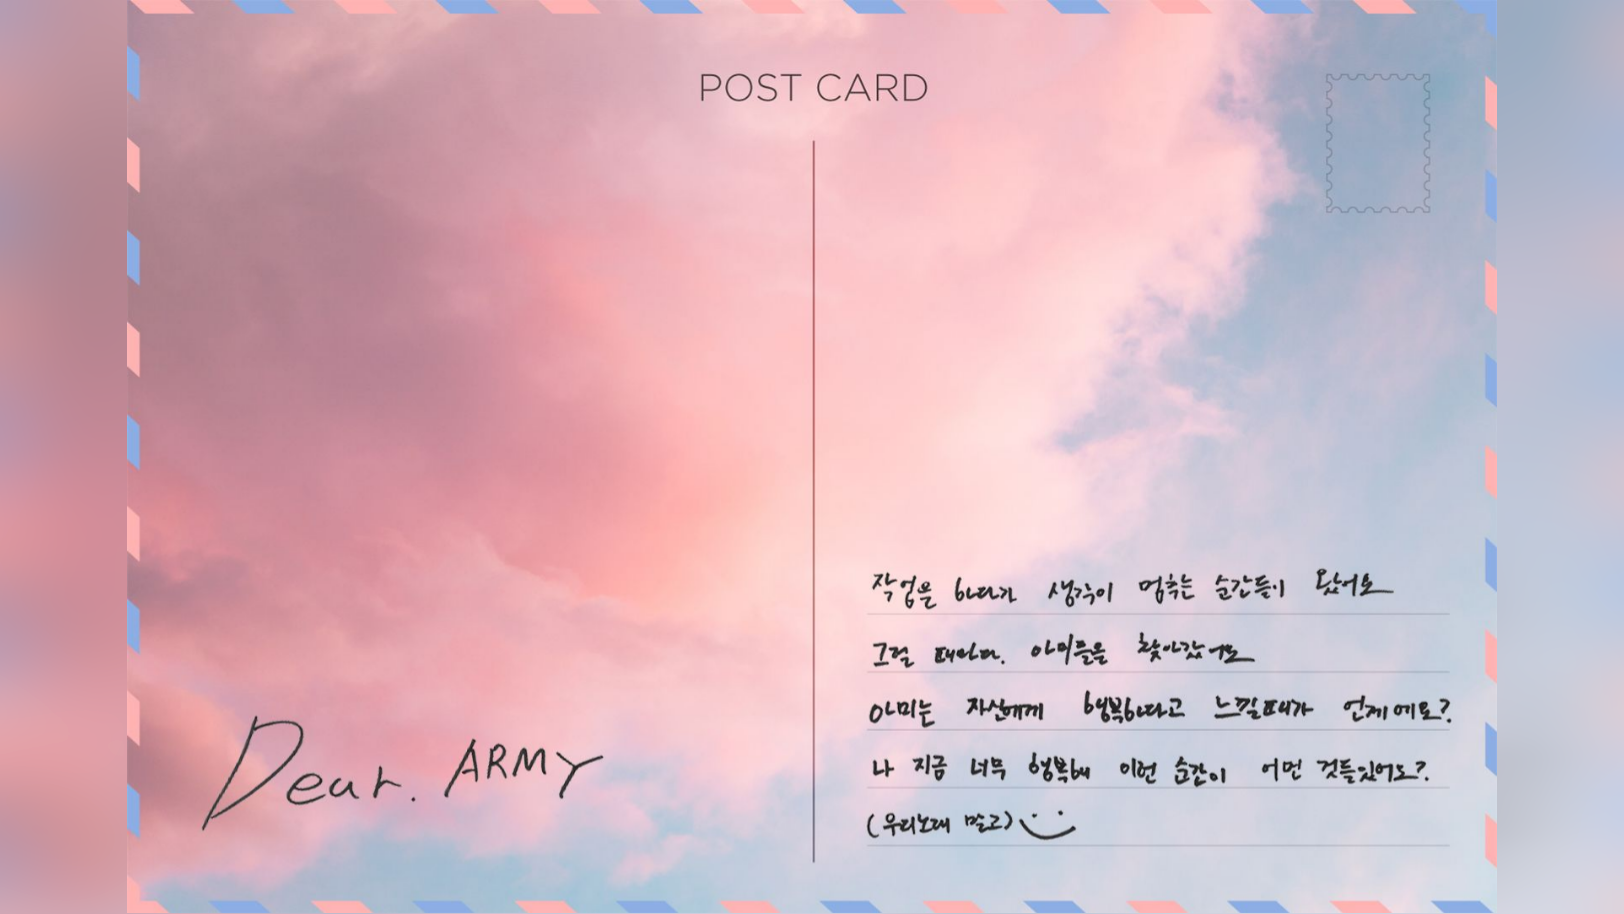 POST CARD
Dear. ARMY
작업을 하다가 생각이 멈추는 순간들이 왔어요
그럴 때마다. 아미들을 찾아갔어요
아미는 자신에게 행복하다고 느낄때가 언제에요?
나 지금 너무 행복해 이런 순간이 어떤 것들있어요?
(우리노래 말고)